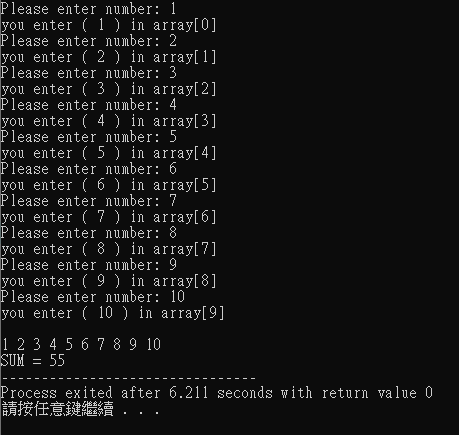 Please enter number: 1
you enter ( 1 ) in array[0]
Please enter number: 2
you enter ( 2 ) in array[1]
Please enter number: 3
you enter ( 3 ) in array[2]
Please enter number: 4
you enter ( 4 ) in array[3]
Please enter number: 5
you enter ( 5 ) in array[4]
Please enter number: 6
you enter ( 6 ) in array[5]
Please enter number: 7
you enter ( 7 ) in array[6]
Please enter number: 8
you enter ( 8 ) in array[7]
Please enter number: 9
you enter ( 9 ) in array[8]
Please enter number: 10
you enter ( 10 ) in array[9]
1 2 3 4 5 6 7 8 9 10
SUM = 55
--------------------------------
Process exited after 6.211 seconds with return value 0
請按任意鍵繼續 . . .